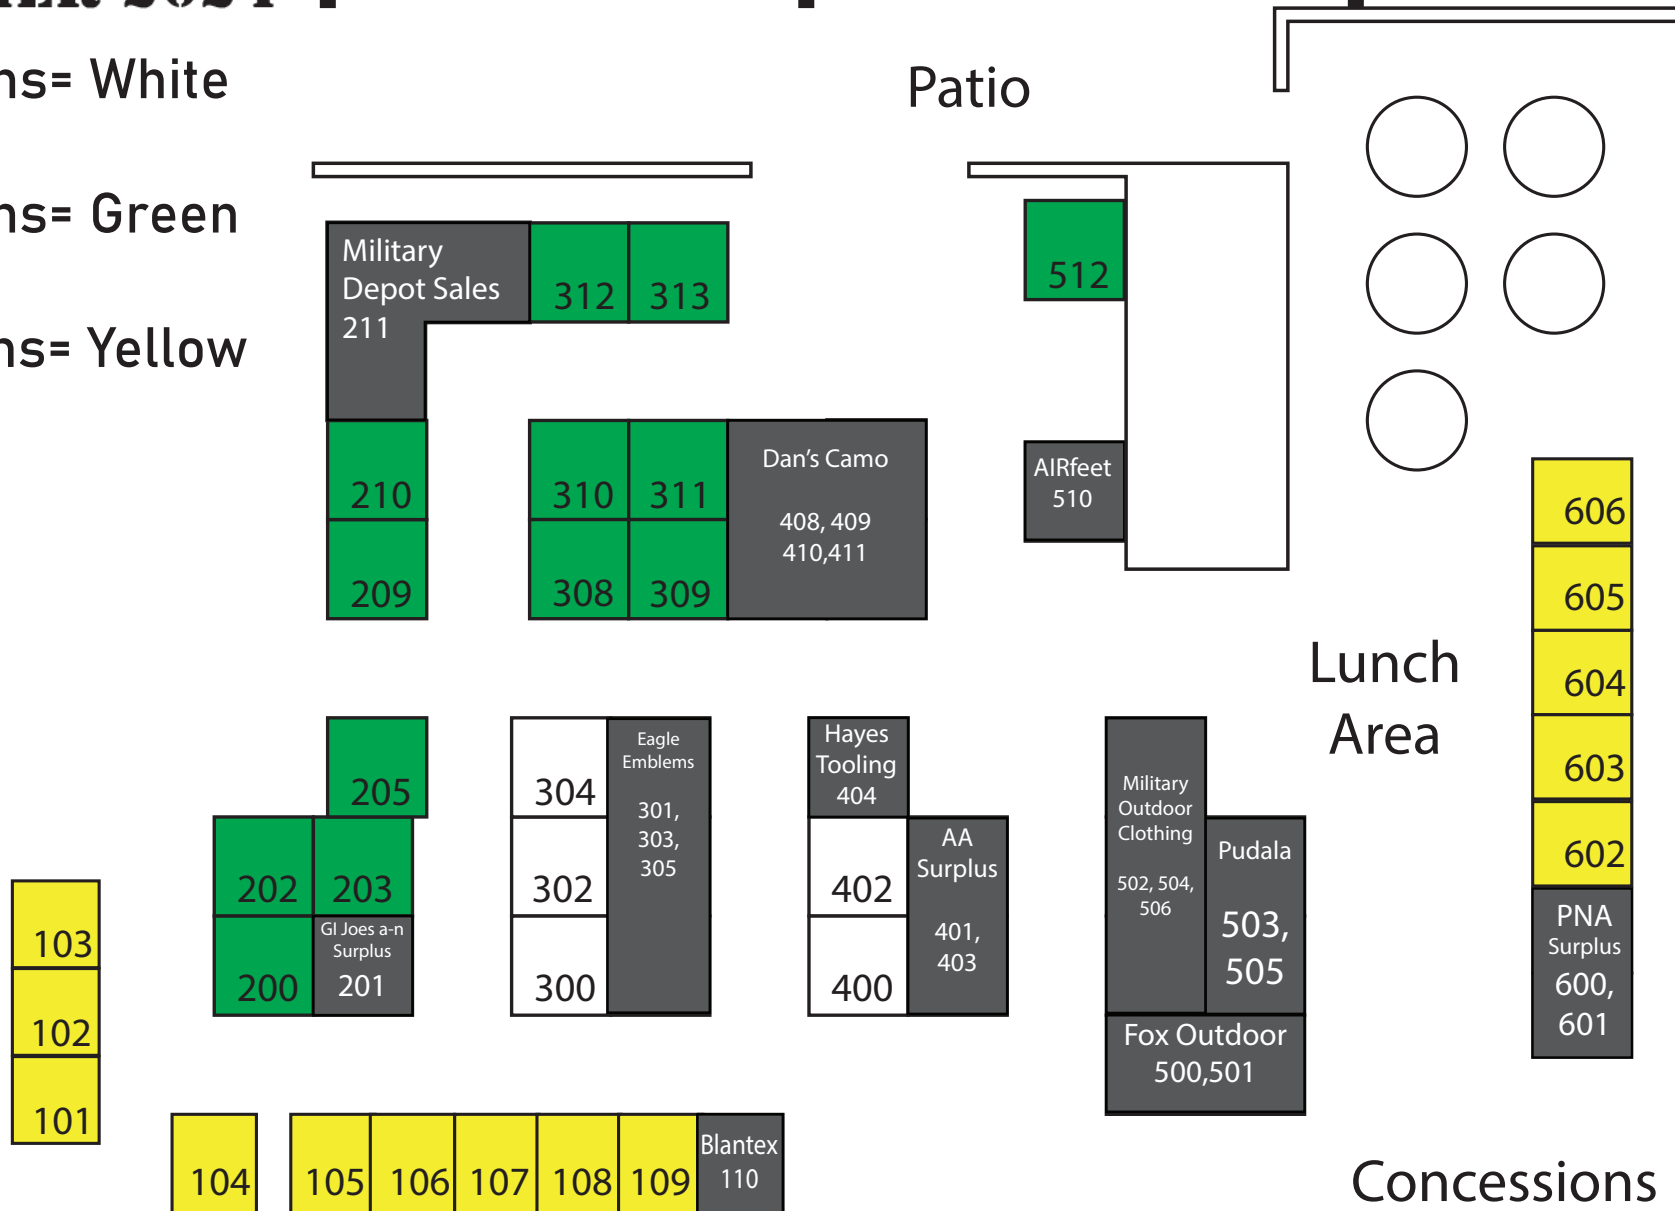 ns= White
ns= Green
ns= Yellow
Patio
Military
Depot Sales
211
312
313
512
210
209
310
311
308
309
Dan's Camo
408, 409
410,411
AIRfeet
510
606
605
604
603
602
PNA
Surplus
600,
601
Lunch
Area
205
202
203
200
GI Joes a-n
Surplus
201
304
302
300
Eagle
Emblems
301,
303,
305
Hayes
Tooling
404
402
400
AA
Surplus
401,
403
Military
Outdoor
Clothing
502, 504,
506
Pudala
503,
505
Fox Outdoor
500,501
103
102
101
104
105
106
107
108
109
Blantex
110
Concessions